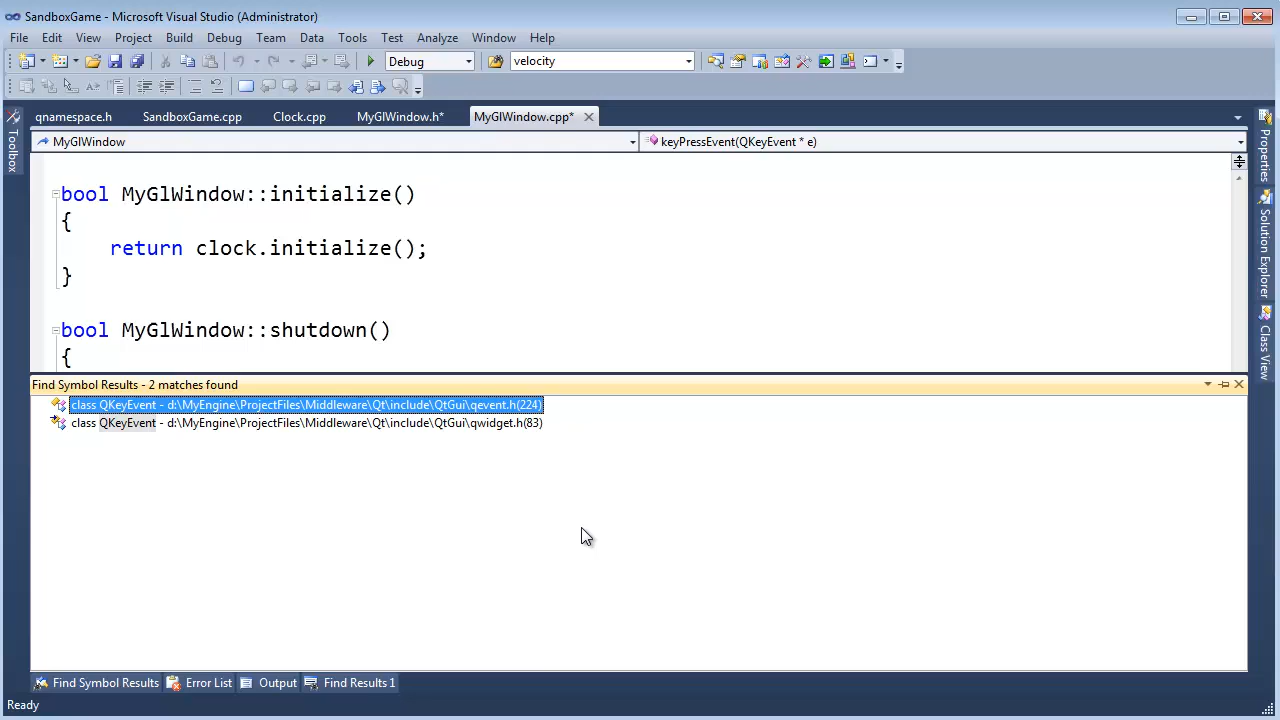 SandboxGame - Microsoft Visual Studio (Administrator)
File Edit View Project Build Debug Team Data Tools Test Analyze Window Help
Debug velocity
qnamespace.h SandboxGame.cpp Clock.cpp MyGlWindow.h* MyGlWindow.cpp*
MyGlWindow keyPressEvent(QKeyEvent * e)
bool MyGlWindow::initialize()
{
return clock.initialize();
}
bool MyGlWindow::shutdown()
{
Find Symbol Results - 2 matches found
class QKeyEvent - d:\MyEngine\ProjectFiles\Middleware\Qt\include\QtGui\qevent.h(224)
class QKeyEvent - d:\MyEngine\ProjectFiles\Middleware\Qt\include\QtGui\qwidget.h(83)
Find Symbol Results Error List Output Find Results 1
Ready
Toolbox
Properties
Solution Explorer
Class View